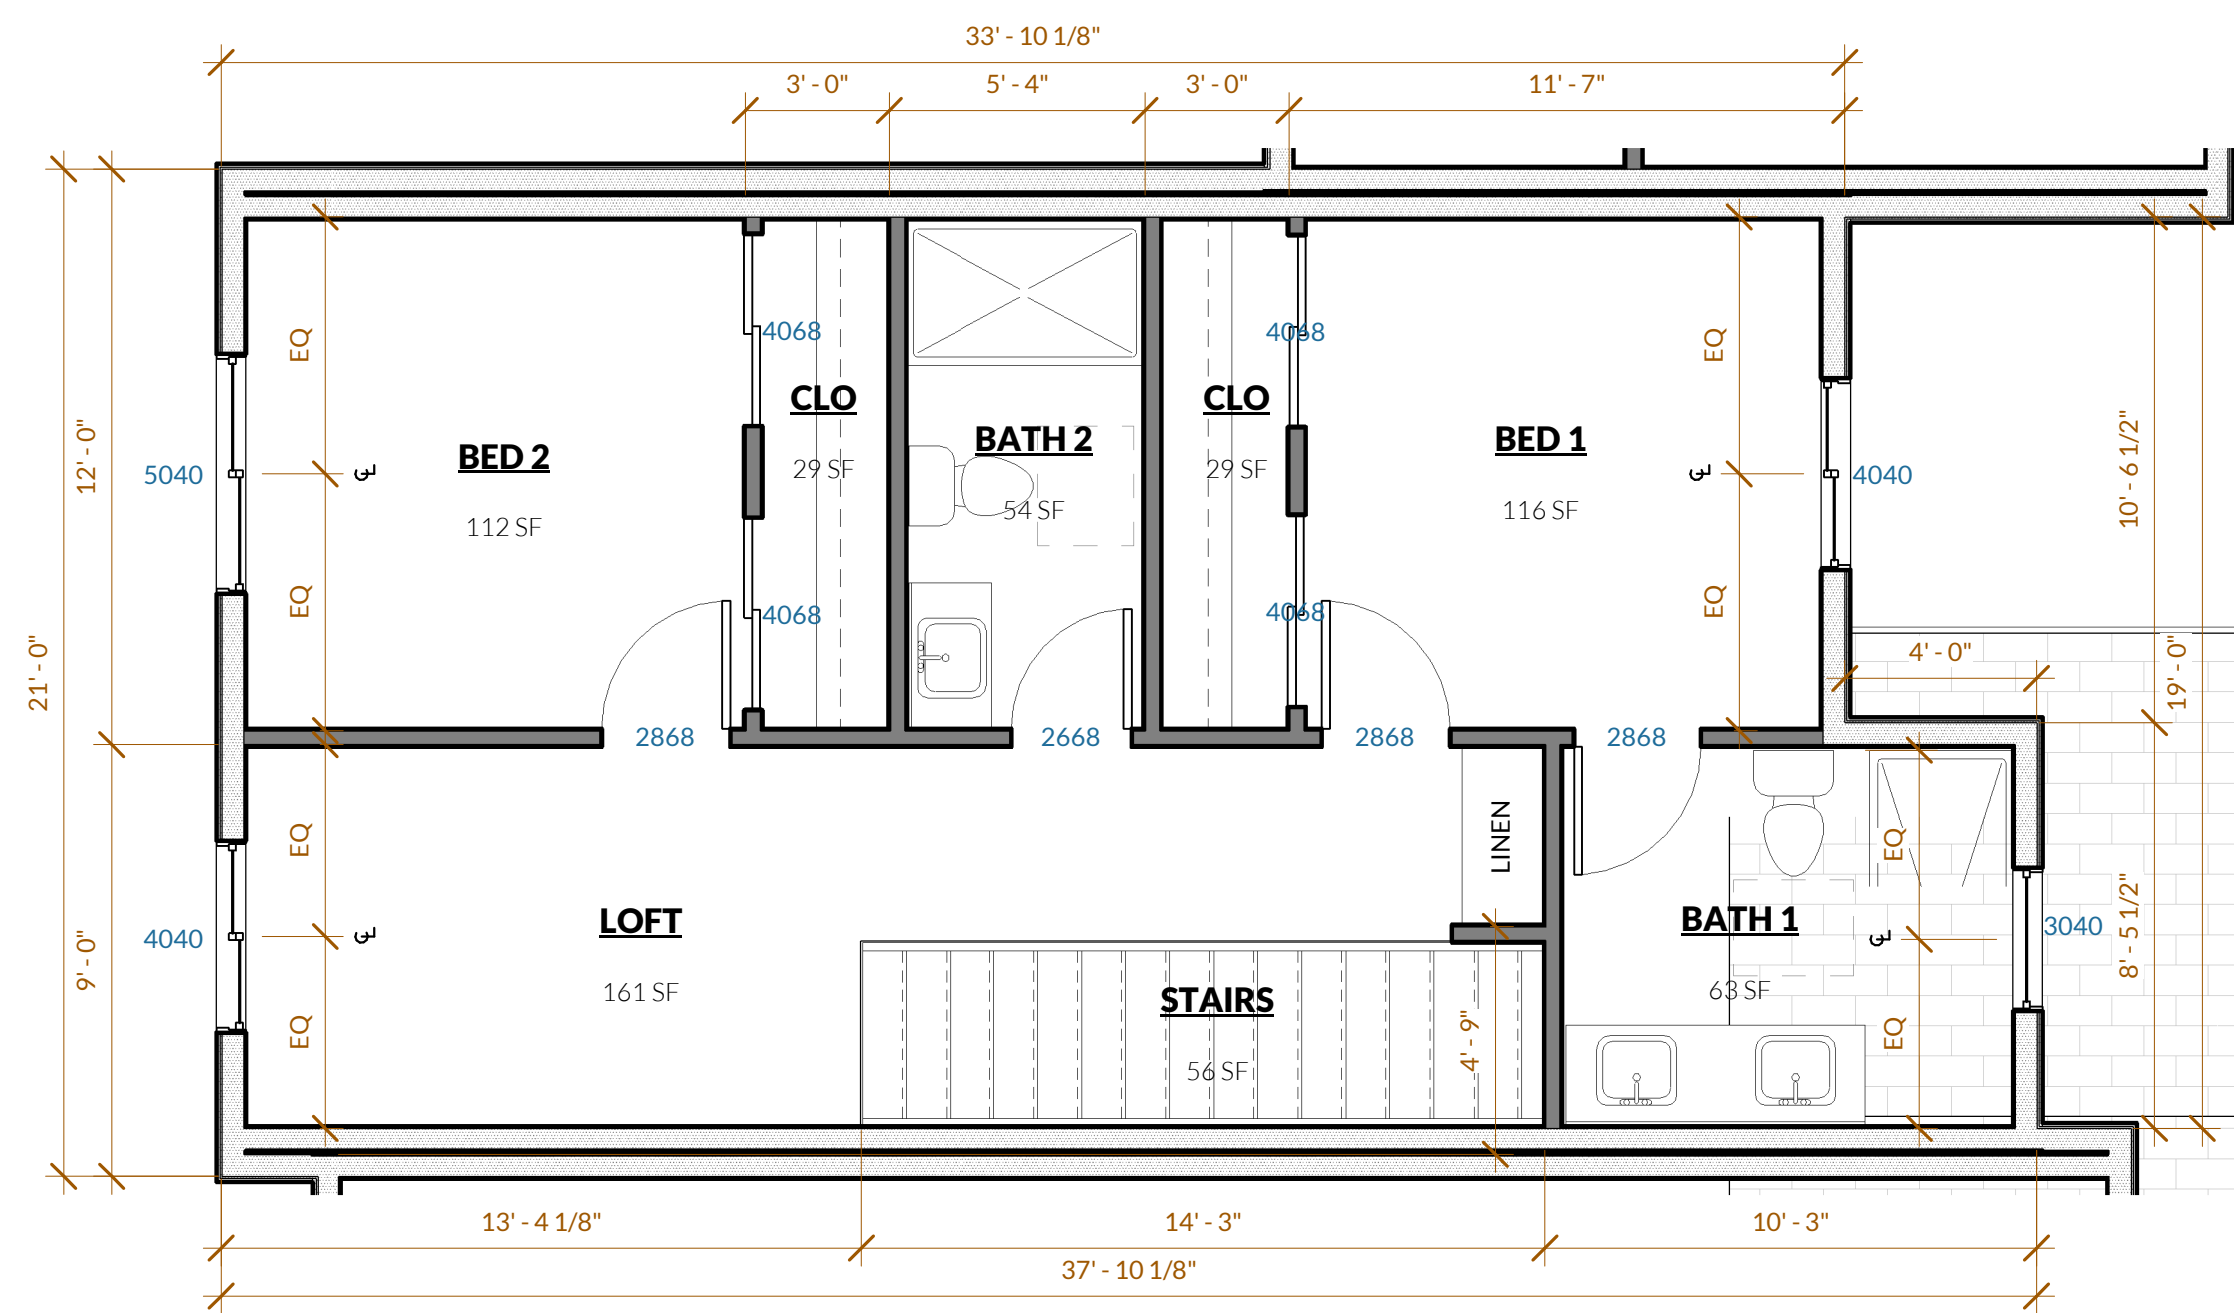 33' - 10 1/8"
3' - 0"
5' - 4"
3' - 0"
11' - 7"
EQ
4068
4068
EQ
CLO
CLO
12' - 0"
BED 2
BATH 2
BED 1
10' - 6 1/2"
5040
℄
29 SF
29 SF
℄
4040
112 SF
54 SF
116 SF
EQ
4068
4068
EQ
21' - 0"
4' - 0"
19' - 0"
2868
2668
2868
2868
EQ
LINEN
EQ
LOFT
BATH 1
3040
4040
℄
℄
8' - 5 1/2"
9' - 0"
161 SF
STAIRS
63 SF
EQ
4' - 9"
EQ
56 SF
13' - 4 1/8"
14' - 3"
10' - 3"
37' - 10 1/8"